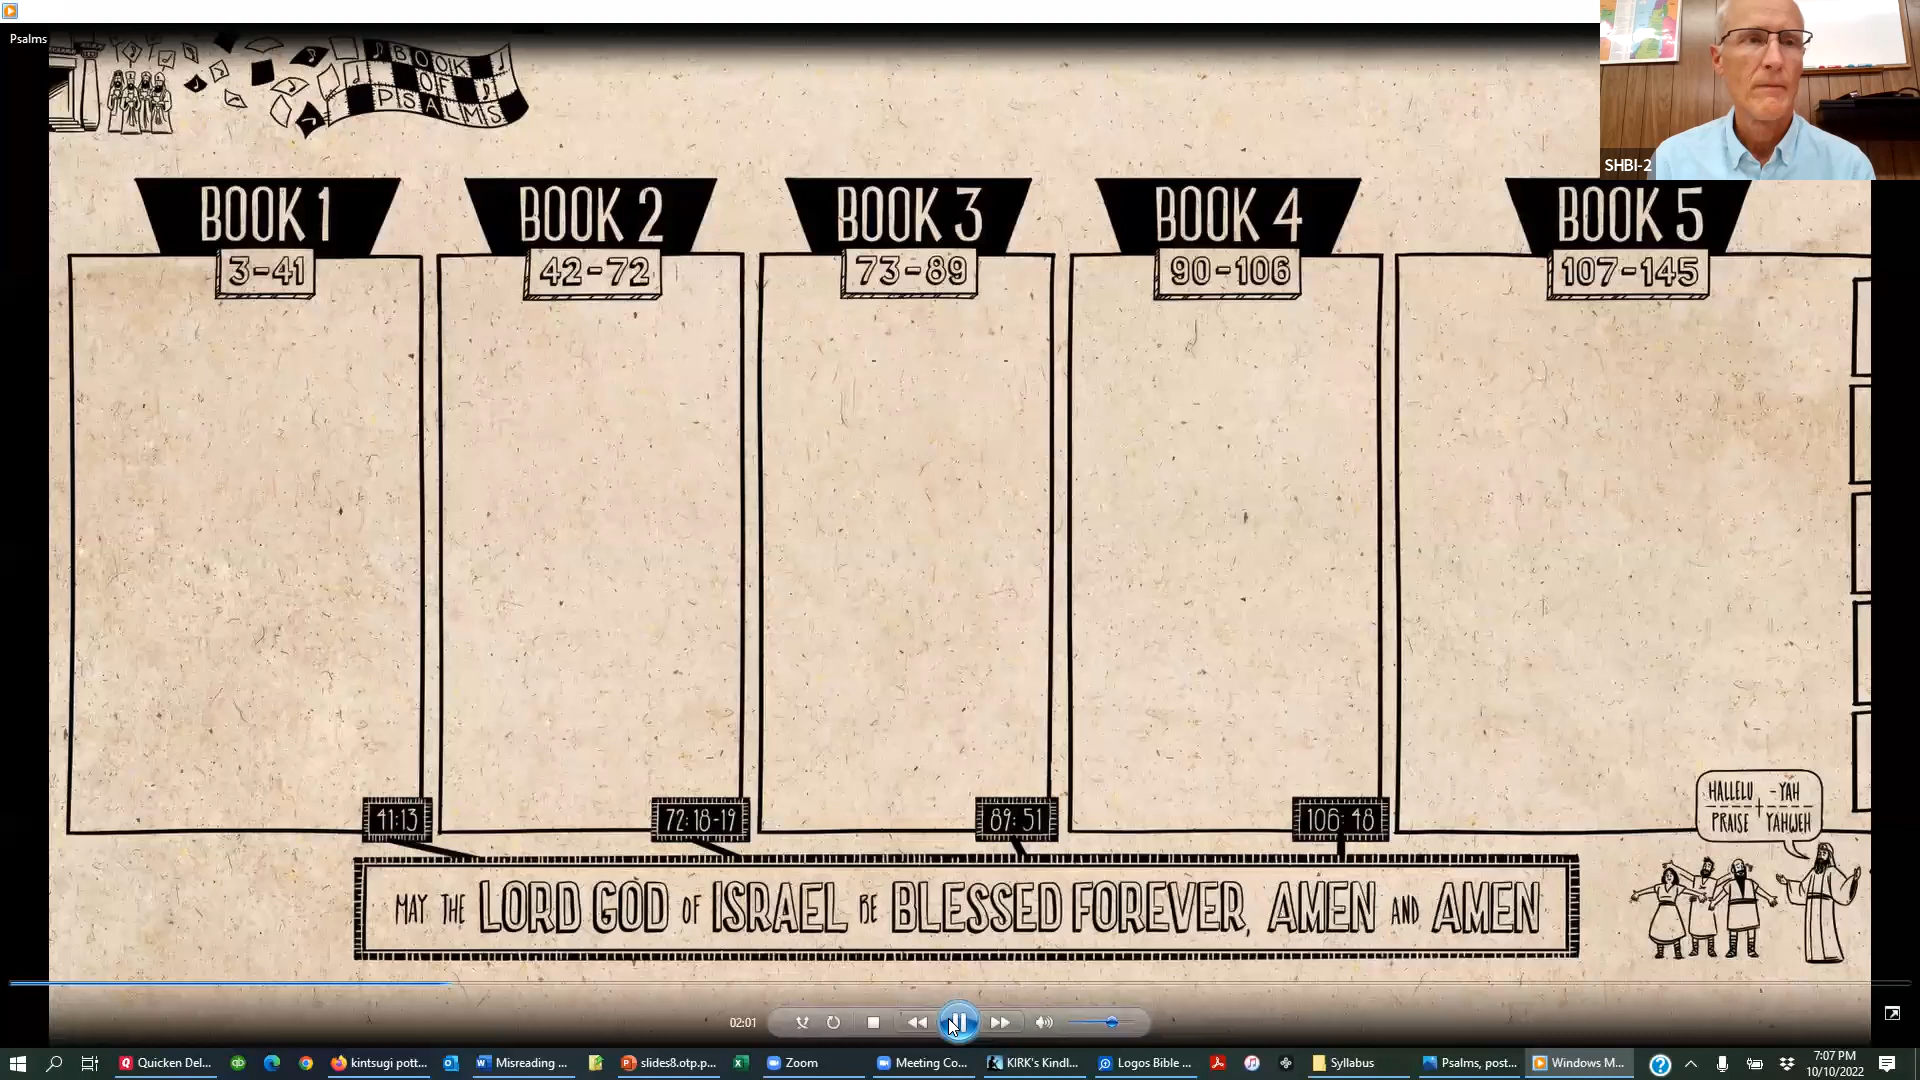 Psalms
BOOK
OF
PSALMS
SHBI-2
BOOK 1
3-41
BOOK 2
42-72
BOOK 3
73-89
BOOK 4
90-106
BOOK 5
107-145
41:13
72:18-19
89:51
106:48
HALLELU + -YAH
PRAISE YAHWEH
MAY THE LORD GOD OF ISRAEL BE BLESSED FOREVER, AMEN AND AMEN
02:01
Quicken Del...
kintsugi pott...
Misreading ...
slides8.otp.p...
Zoom
Meeting Co...
KIRK's Kindl...
Logos Bible ...
Syllabus
Psalms, post...
Windows M...
7:07 PM
10/10/2022